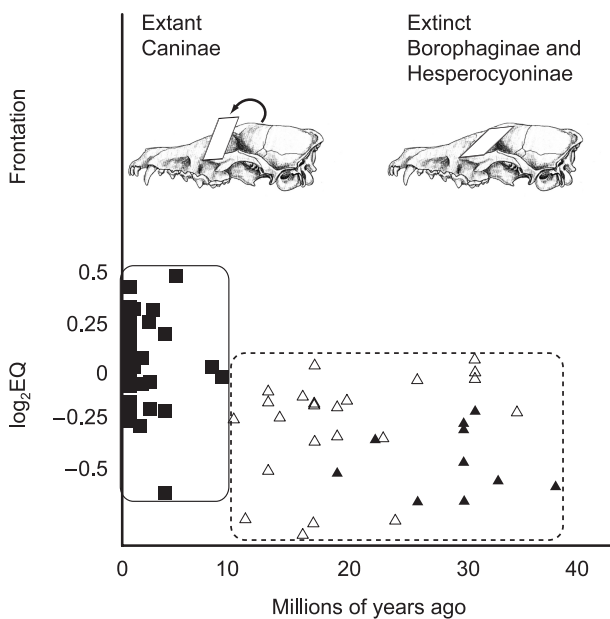 Extant
Caninae
Extinct
Borophaginae and
Hesperocyoninae
Frontation
0.5
0.25
0
−0.25
−0.5
log₂EQ
0
10
20
30
40
Millions of years ago